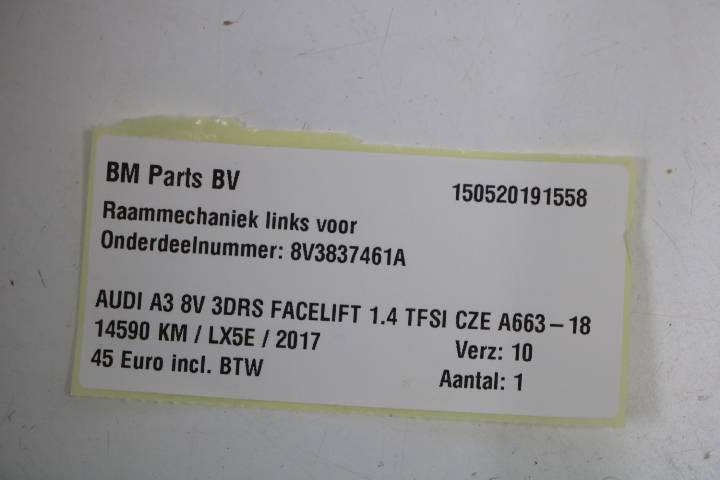 BM Parts BV 150520191558
Raammechaniek links voor
Onderdeelnummer: 8V3837461A
AUDI A3 8V 3DRS FACELIFT 1.4 TFSI CZE A663-18
14590 KM / LX5E / 2017 Verz: 10
45 Euro incl. BTW Aantal: 1